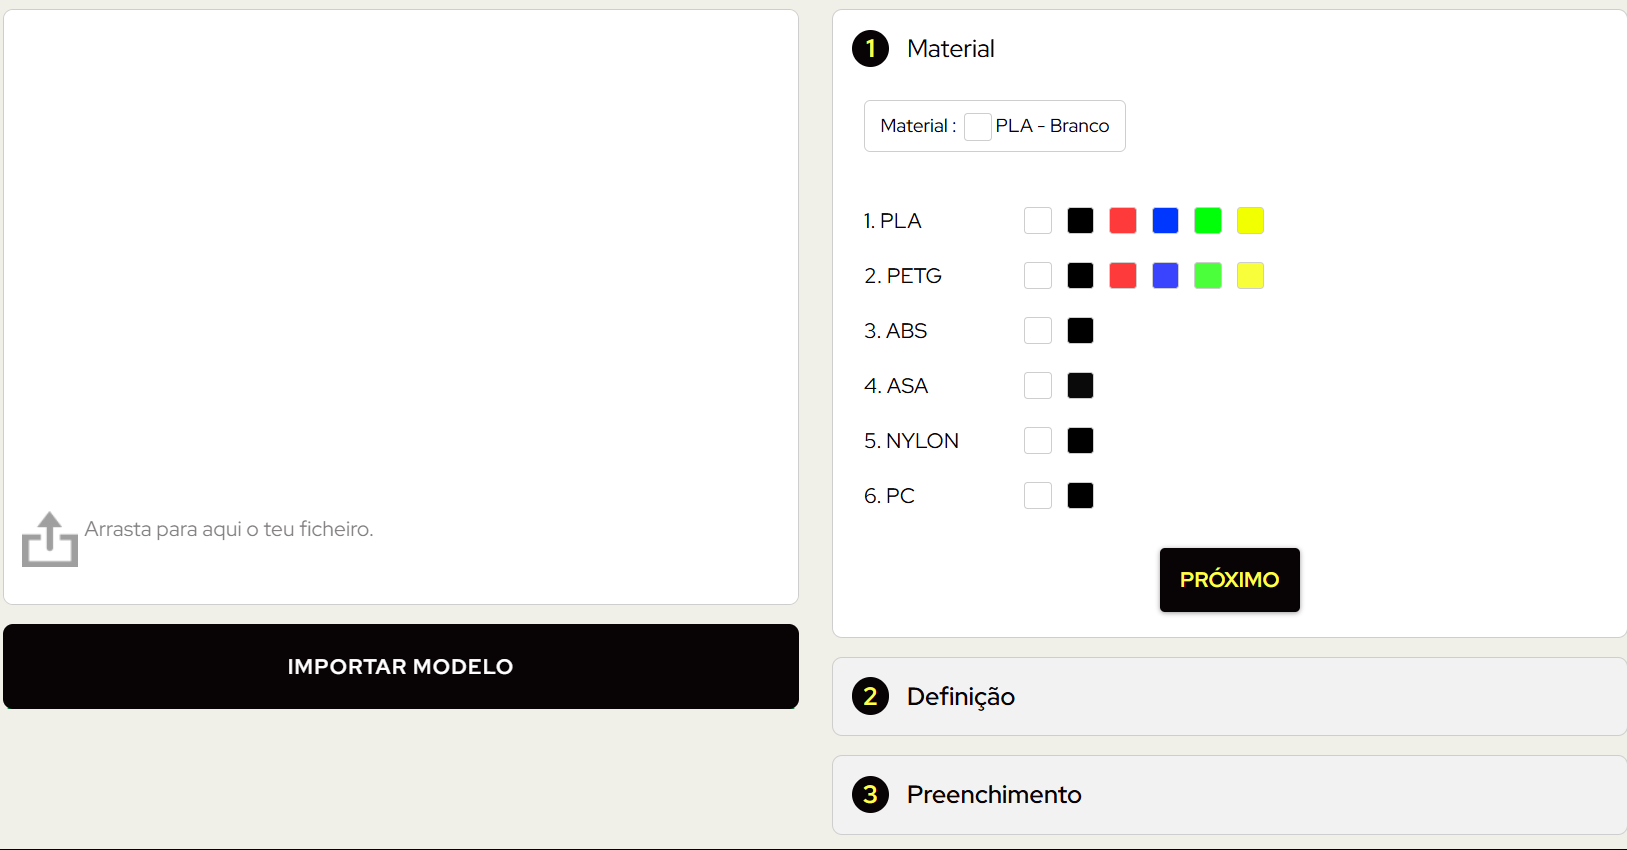 Arrasta para aqui o teu ficheiro.
IMPORTAR MODELO
1 Material
Material : PLA - Branco
1. PLA
2. PETG
3. ABS
4. ASA
5. NYLON
6. PC
PRÓXIMO
2 Definição
3 Preenchimento